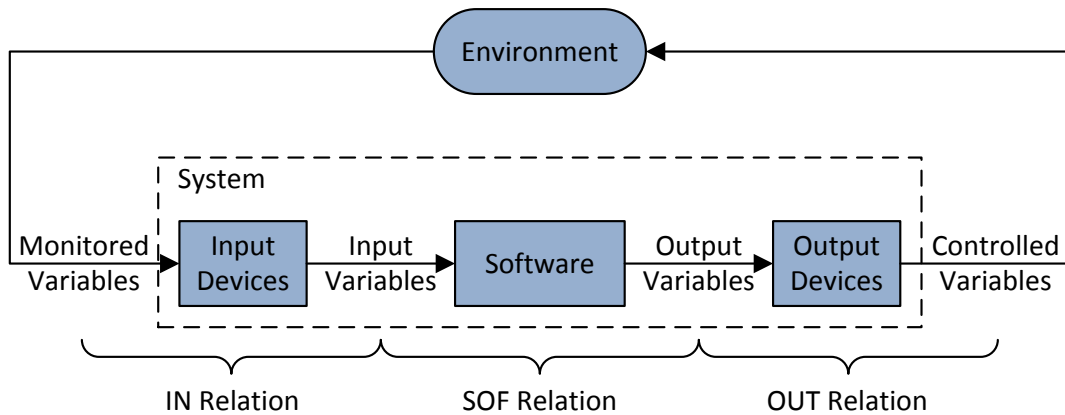 Environment
System
Monitored
Variables
Input
Devices
Input
Variables
Software
Output
Variables
Output
Devices
Controlled
Variables
IN Relation
SOF Relation
OUT Relation